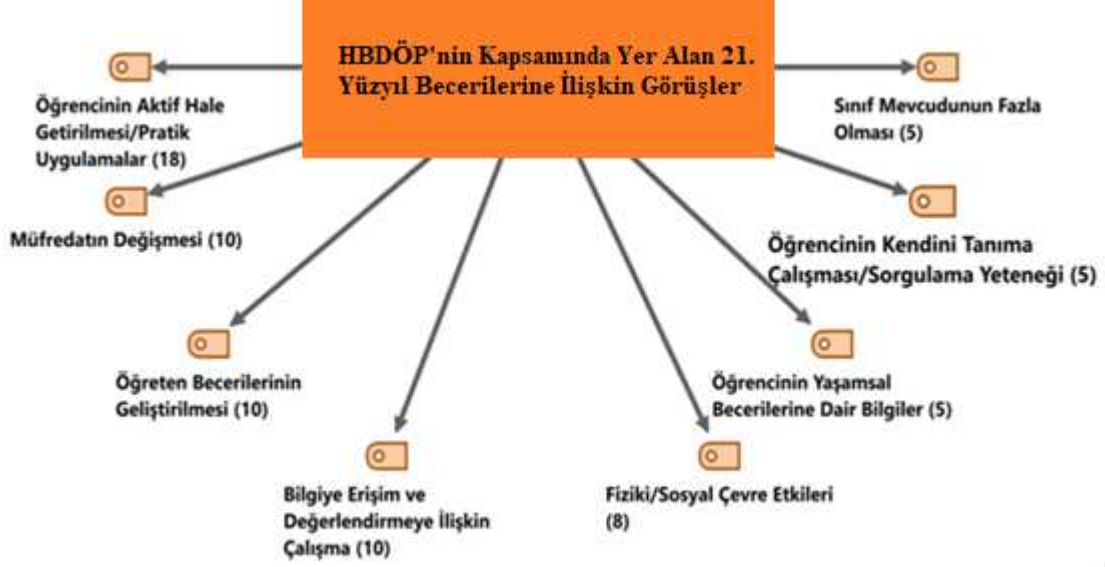 HBDÖP'nin Kapsamında Yer Alan 21.
Yüzyıl Becerilerine İlişkin Görüşler
Öğrencinin Aktif Hale
Getirilmesi/Pratik
Uygulamalar (18)
Müfredatın Değişmesi (10)
Öğreten Becerilerinin
Geliştirilmesi (10)
Bilgiye Erişim ve
Değerlendirmeye İlişkin
Çalışma (10)
Fiziki/Sosyal Çevre Etkileri
(8)
Öğrencinin Yaşamsal
Becerilerine Dair Bilgiler (5)
Öğrencinin Kendini Tanıma
Çalışması/Sorgulama Yeteneği (5)
Sınıf Mevcudunun Fazla
Olması (5)